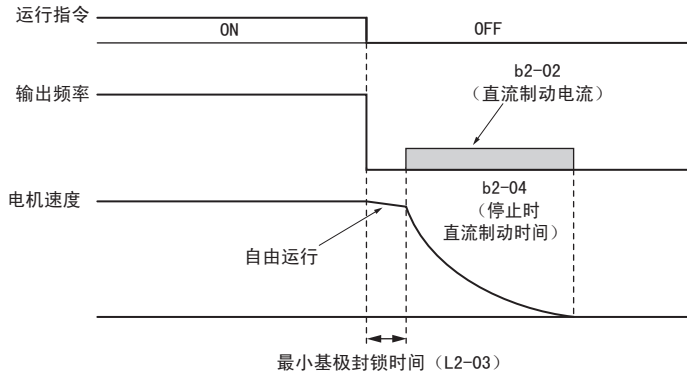 运行指令
ON
OFF
b2-02
（直流制动电流）
输出频率
b2-04
（停止时
直流制动时间）
电机速度
自由运行
最小基极封锁时间（L2-03）